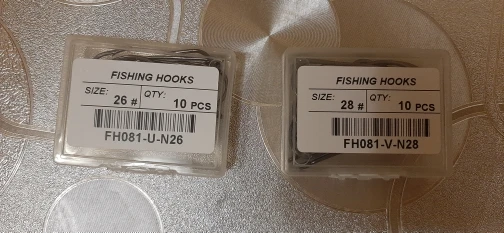 FISHING HOOKS
SIZE: 26 # QTY: 10 PCS
FH081-U-N26
FISHING HOOKS
SIZE: 28 # QTY: 10 PCS
FH081-V-N28